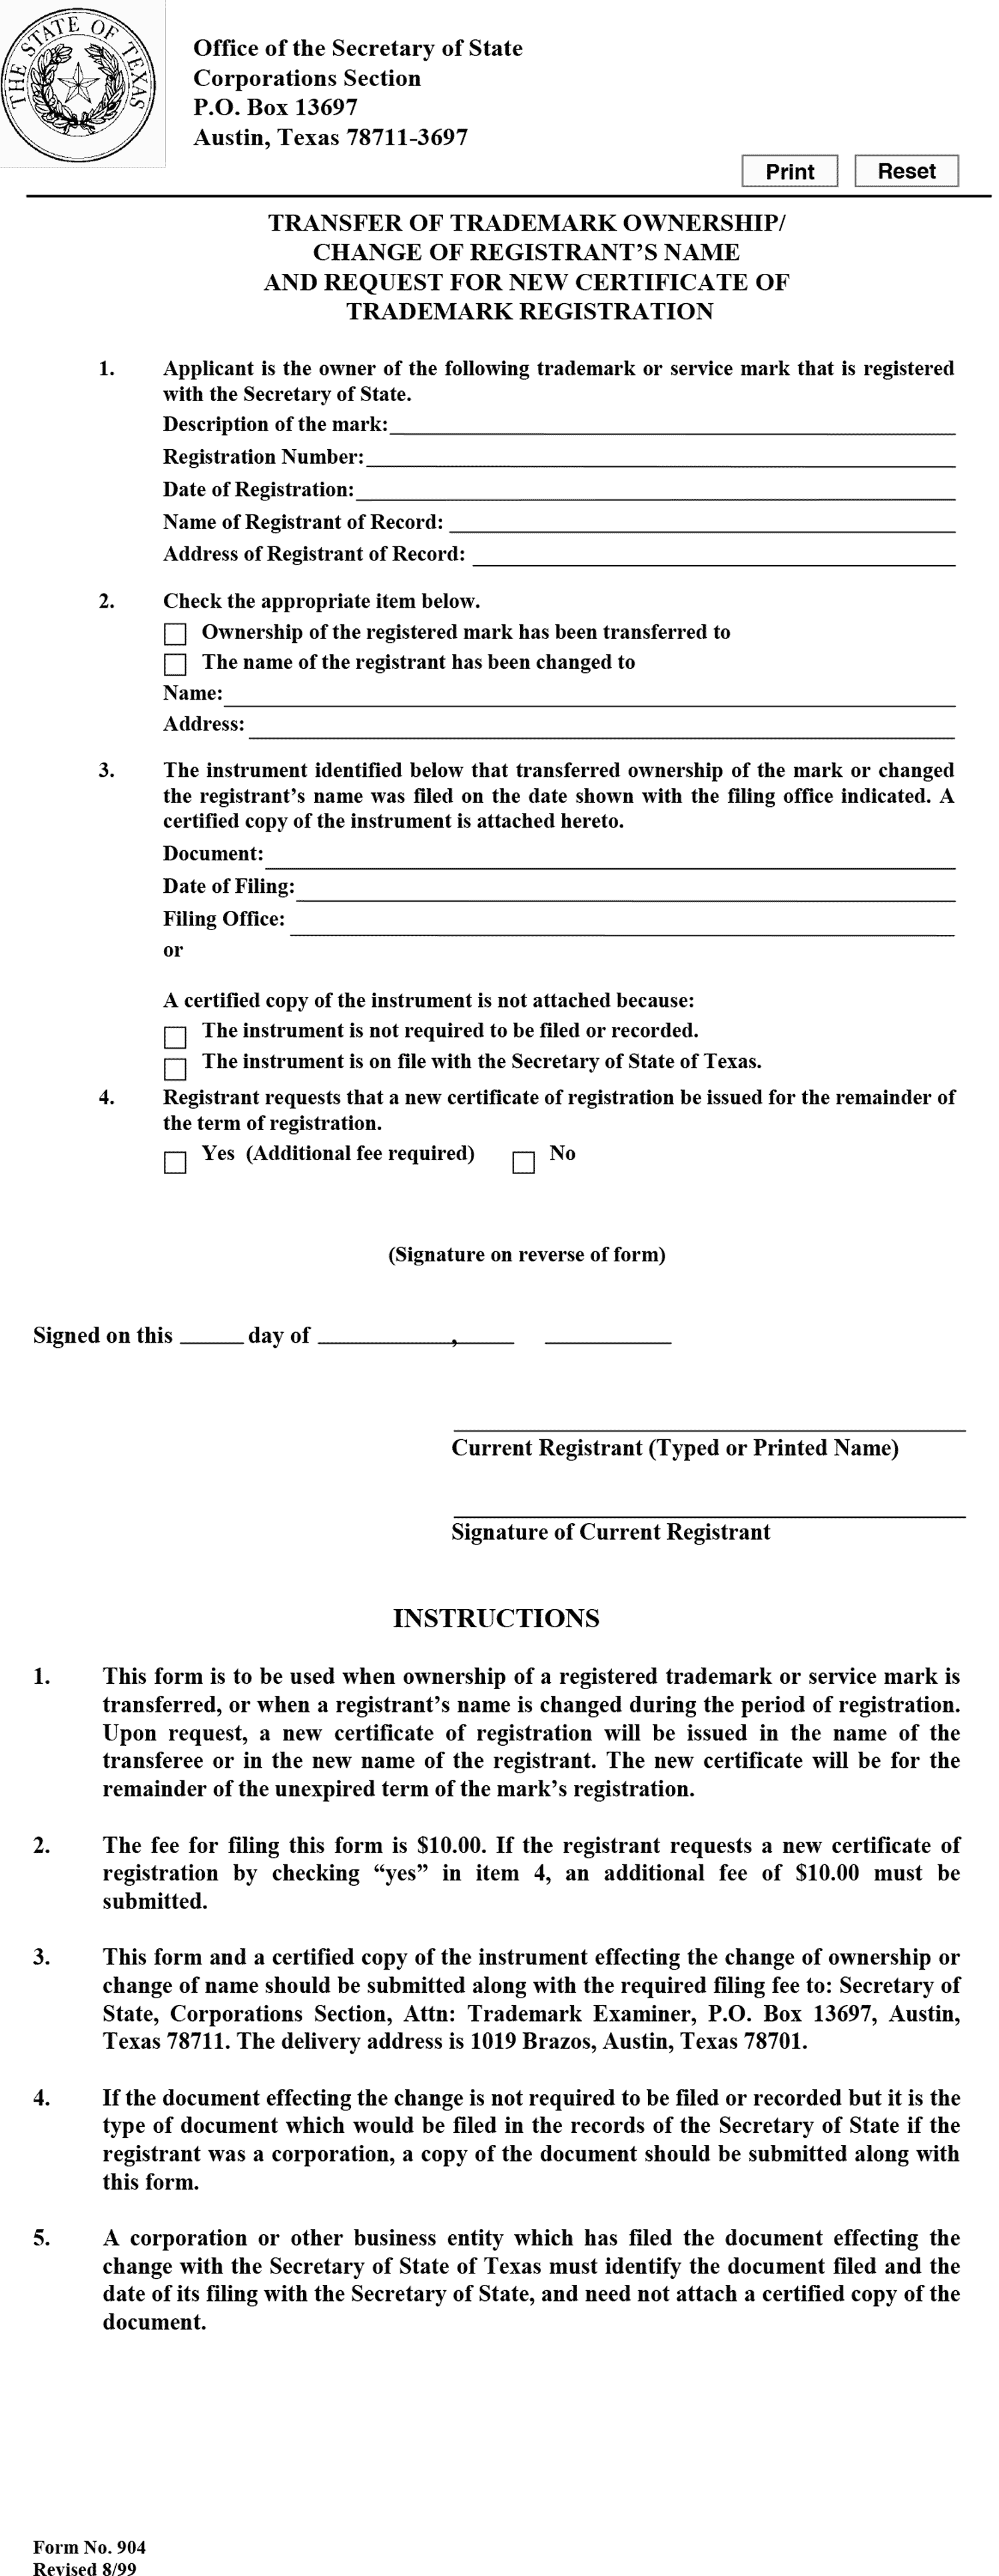 THE STATE OF TEXAS
Office of the Secretary of State
Corporations Section
P.O. Box 13697
Austin, Texas 78711-3697
Print Reset
TRANSFER OF TRADEMARK OWNERSHIP/
CHANGE OF REGISTRANT’S NAME
AND REQUEST FOR NEW CERTIFICATE OF
TRADEMARK REGISTRATION
1. Applicant is the owner of the following trademark or service mark that is registered
with the Secretary of State.
Description of the mark:
Registration Number:
Date of Registration:
Name of Registrant of Record:
Address of Registrant of Record:
2. Check the appropriate item below.
Ownership of the registered mark has been transferred to
The name of the registrant has been changed to
Name:
Address:
3. The instrument identified below that transferred ownership of the mark or changed
the registrant’s name was filed on the date shown with the filing office indicated. A
certified copy of the instrument is attached hereto.
Document:
Date of Filing:
Filing Office:
or
A certified copy of the instrument is not attached because:
The instrument is not required to be filed or recorded.
The instrument is on file with the Secretary of State of Texas.
4. Registrant requests that a new certificate of registration be issued for the remainder of
the term of registration.
Yes (Additional fee required) No
(Signature on reverse of form)
Signed on this ______ day of ____________,_____ ____________
Current Registrant (Typed or Printed Name)
Signature of Current Registrant
INSTRUCTIONS
1. This form is to be used when ownership of a registered trademark or service mark is
transferred, or when a registrant’s name is changed during the period of registration.
Upon request, a new certificate of registration will be issued in the name of the
transferee or in the new name of the registrant. The new certificate will be for the
remainder of the unexpired term of the mark’s registration.
2. The fee for filing this form is $10.00. If the registrant requests a new certificate of
registration by checking “yes” in item 4, an additional fee of $10.00 must be
submitted.
3. This form and a certified copy of the instrument effecting the change of ownership or
change of name should be submitted along with the required filing fee to: Secretary of
State, Corporations Section, Attn: Trademark Examiner, P.O. Box 13697, Austin,
Texas 78711. The delivery address is 1019 Brazos, Austin, Texas 78701.
4. If the document effecting the change is not required to be filed or recorded but it is the
type of document which would be filed in the records of the Secretary of State if the
registrant was a corporation, a copy of the document should be submitted along with
this form.
5. A corporation or other business entity which has filed the document effecting the
change with the Secretary of State of Texas must identify the document filed and the
date of its filing with the Secretary of State, and need not attach a certified copy of the
document.
Form No. 904
Revised 8/99